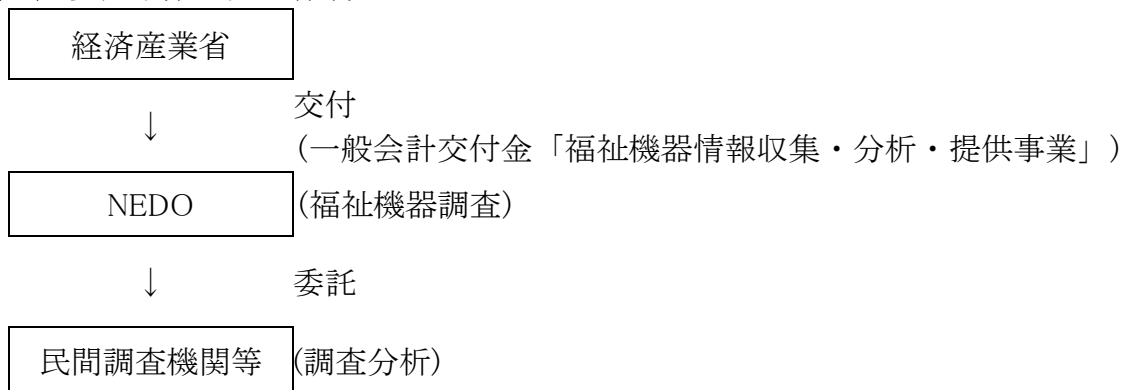 経済産業省
↓
交付
(一般会計交付金「福祉機器情報収集・分析・提供事業」)
NEDO
(福祉機器調査)
↓
委託
民間調査機関等
(調査分析)